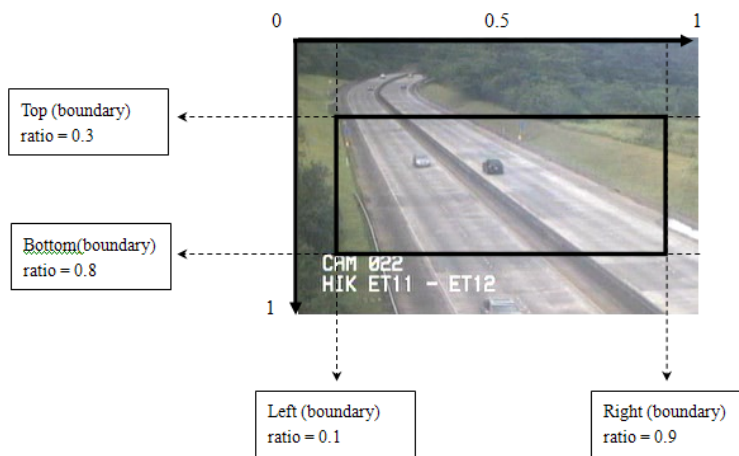 0 0.5 1
Top (boundary)
ratio = 0.3
Bottom(boundary)
ratio = 0.8
CAM 022
HIK ET11 - ET12
1
Left (boundary)
ratio = 0.1
Right (boundary)
ratio = 0.9